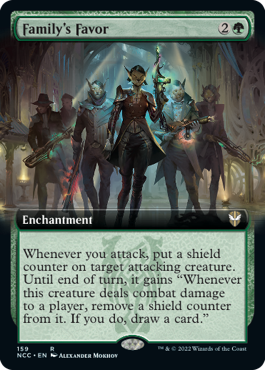 Family's Favor 2
Enchantment
Whenever you attack, put a shield
counter on target attacking creature.
Until end of turn, it gains “Whenever
this creature deals combat damage
to a player, remove a shield counter
from it. If you do, draw a card.”
159 R
NCC • EN Alexander Mokhov
™ & © 2022 Wizards of the Coast